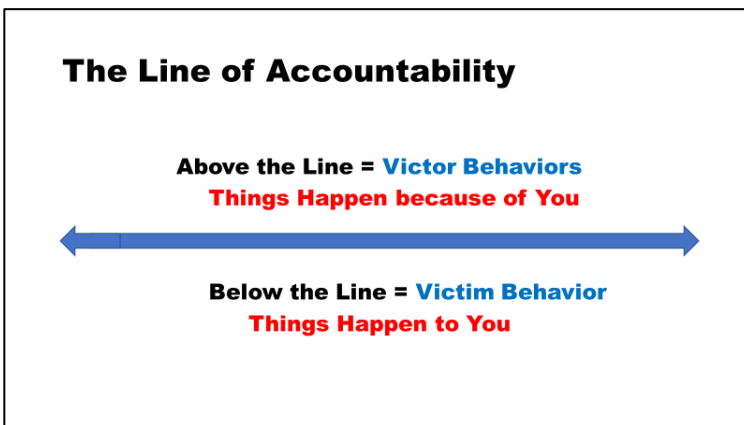 The Line of Accountability
Above the Line = Victor Behaviors
Things Happen because of You
Below the Line = Victim Behavior
Things Happen to You